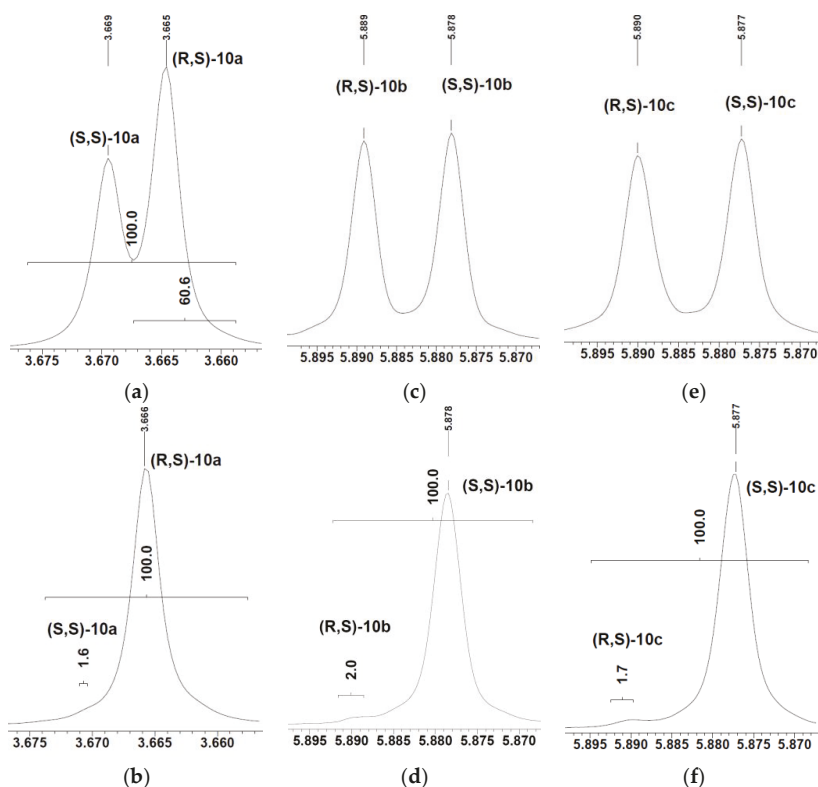 3.669
3.665
(R,S)-10a
(S,S)-10a
100.0
60.6
3.675 3.670 3.665 3.660
(a)
5.889
5.878
(R,S)-10b
(S,S)-10b
5.895 5.890 5.885 5.880 5.875 5.870
(c)
5.890
5.877
(R,S)-10c
(S,S)-10c
5.895 5.890 5.885 5.880 5.875 5.870
(e)
3.666
(R,S)-10a
100.0
(S,S)-10a
1.6
3.675 3.670 3.665 3.660
(b)
5.878
(S,S)-10b
100.0
(R,S)-10b
2.0
5.895 5.890 5.885 5.880 5.875 5.870
(d)
5.877
(S,S)-10c
100.0
(R,S)-10c
1.7
5.895 5.890 5.885 5.880 5.875 5.870
(f)